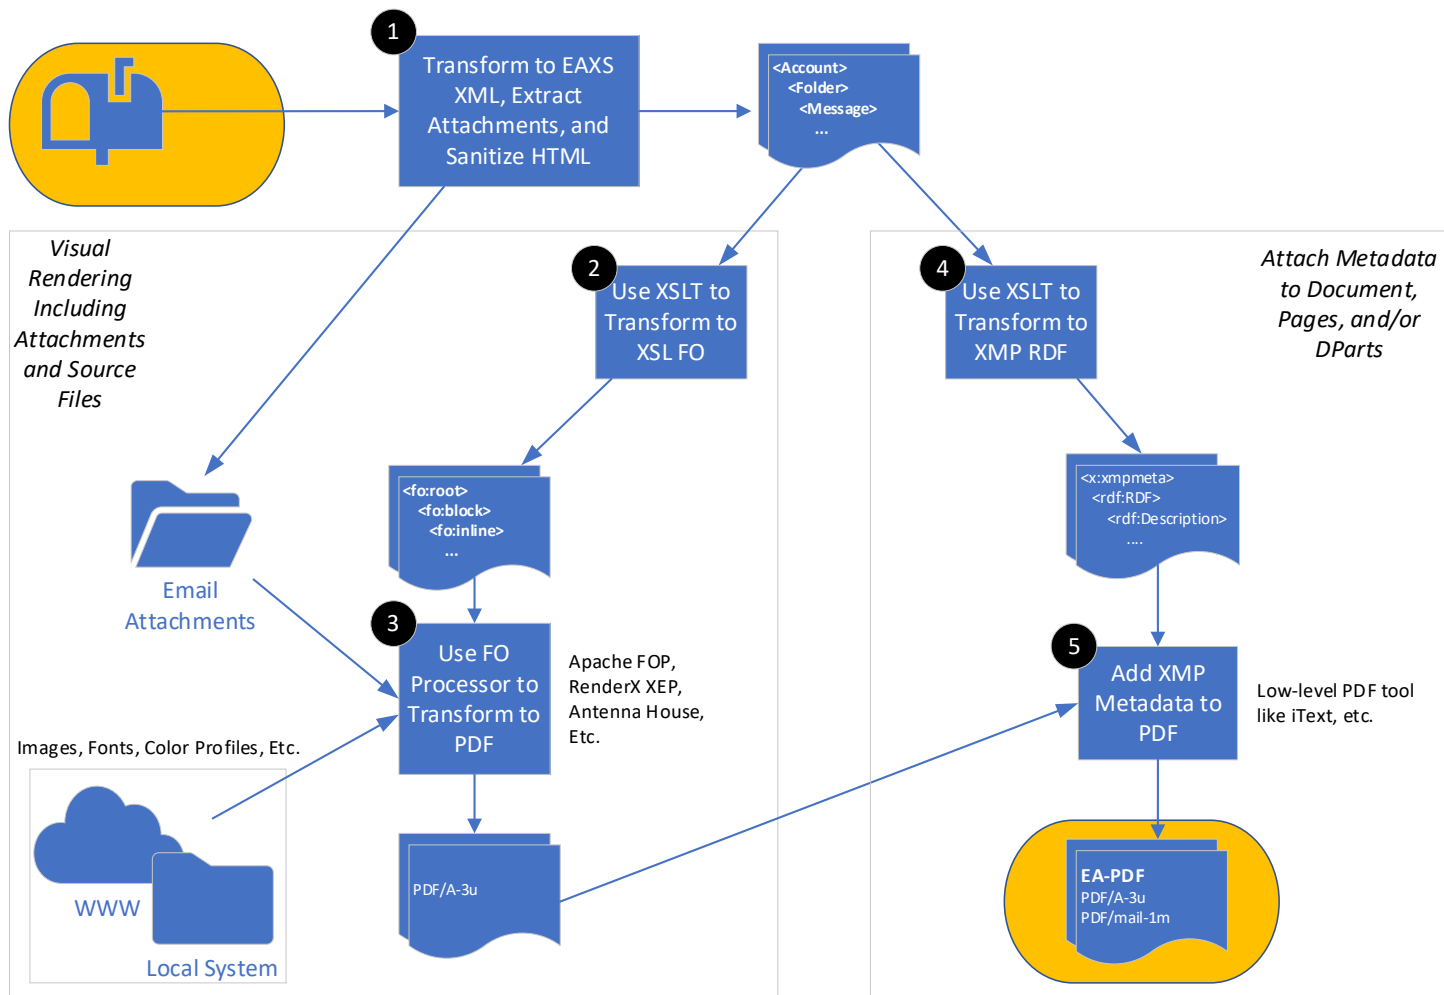 1
Transform to EAXS
XML, Extract
Attachments, and
Sanitize HTML
<Account>
<Folder>
<Message>
...
Visual
Rendering
Including
Attachments
and Source
Files
2
Use XSLT to
Transform to
XSL FO
4
Use XSLT to
Transform to
XMP RDF
Attach Metadata
to Document,
Pages, and/or
DParts
<fo:root>
<fo:block>
<fo:inline>
...
<x:xmpmeta>
<rdf:RDF>
<rdf:Description>
....
Email
Attachments
3
Use FO
Processor to
Transform to
PDF
Apache FOP,
RenderX XEP,
Antenna House,
Etc.
5
Add XMP
Metadata to
PDF
Low-level PDF tool
like iText, etc.
Images, Fonts, Color Profiles, Etc.
WWW
Local System
PDF/A-3u
EA-PDF
PDF/A-3u
PDF/mail-1m